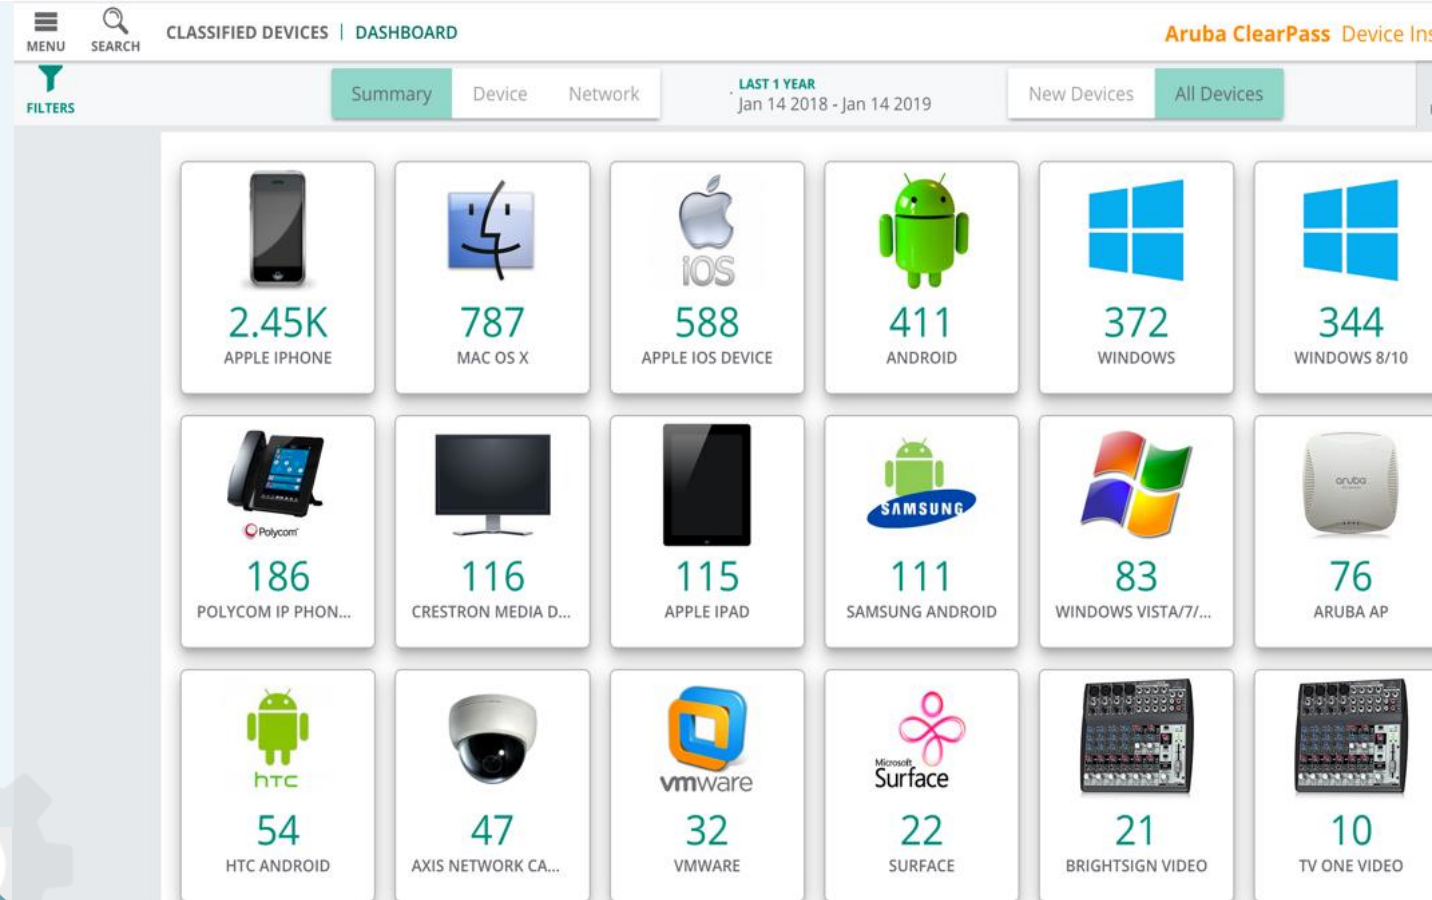 MENU
SEARCH
CLASSIFIED DEVICES | DASHBOARD
Aruba ClearPass Device Ins
FILTERS
Summary
Device
Network
LAST 1 YEAR
Jan 14 2018 - Jan 14 2019
New Devices
All Devices
iOS
2.45K
787
588
411
372
344
APPLE IPHONE
MAC OS X
APPLE IOS DEVICE
ANDROID
WINDOWS
WINDOWS 8/10
Polycom
SAMSUNG
aruba
186
116
115
111
83
76
POLYCOM IP PHON...
CRESTRON MEDIA D...
APPLE IPAD
SAMSUNG ANDROID
WINDOWS VISTA/7/...
ARUBA AP
hTC
vmware
Microsoft
Surface
54
47
32
22
21
10
HTC ANDROID
AXIS NETWORK CA...
VMWARE
SURFACE
BRIGHTSIGN VIDEO
TV ONE VIDEO